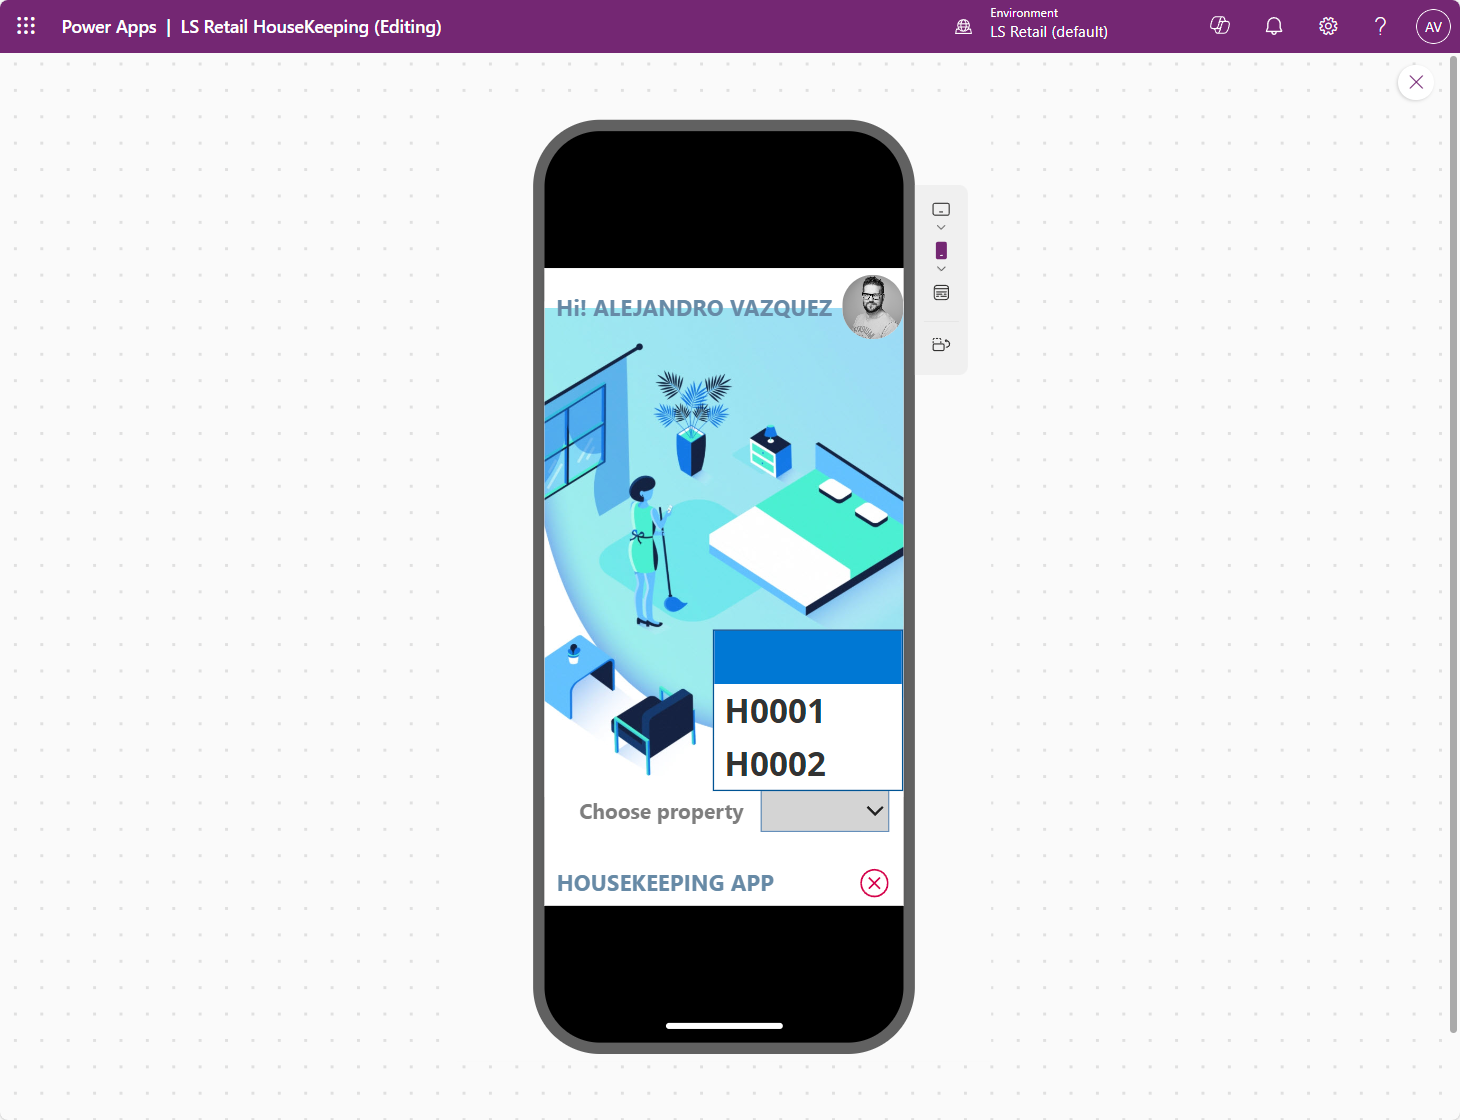 Power Apps | LS Retail HouseKeeping (Editing)
Environment
LS Retail (default)
?
AV
Hi! ALEJANDRO VAZQUEZ
H0001
H0002
Choose property
HOUSEKEEPING APP